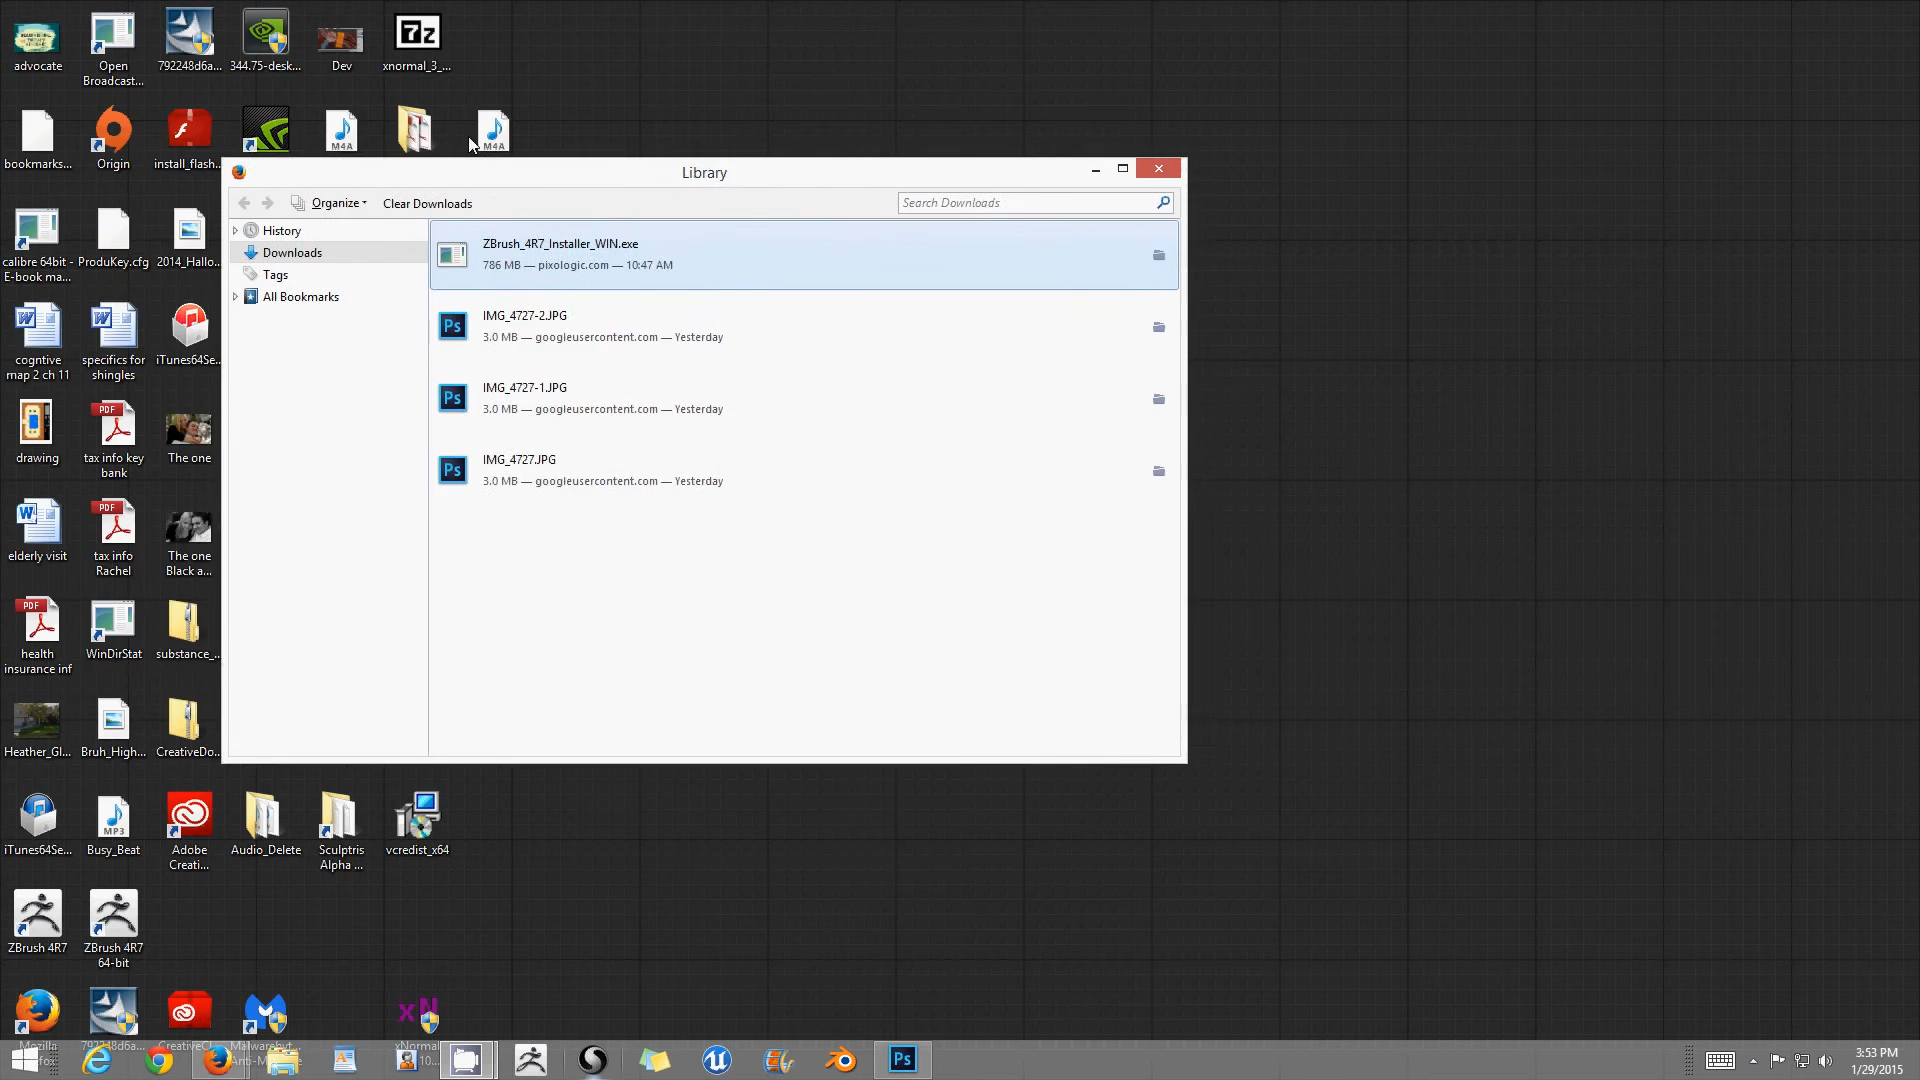 advocate
Open
Broadcast...
792248d6a...
344.75-desk...
Dev
7z
xnormal_3_...
bookmarks...
Origin
install_flash...
M4A
M4A
Library
Organize
Clear Downloads
Search Downloads
History
Downloads
Tags
All Bookmarks
ZBrush_4R7_Installer_WIN.exe
786 MB — pixologic.com — 10:47 AM
Ps
IMG_4727-2.JPG
3.0 MB — googleusercontent.com — Yesterday
Ps
IMG_4727-1.JPG
3.0 MB — googleusercontent.com — Yesterday
Ps
IMG_4727.JPG
3.0 MB — googleusercontent.com — Yesterday
calibre 64bit -
E-book ma...
ProduKey.cfg
2014_Hallo...
cogntive
map 2 ch 11
specifics for
shingles
iTunes64Se...
drawing
PDF
tax info key
bank
The one
elderly visit
PDF
tax info
Rachel
The one
Black a...
PDF
health
insurance inf
WinDirStat
substance_...
Heather_Gl...
Bruh_High...
CreativeDo...
iTunes64Se...
MP3
Busy_Beat
Adobe
Creati...
Audio_Delete
Sculptris
Alpha ...
vcredist_x64
ZBrush 4R7
ZBrush 4R7
64-bit
Mozilla
792248d6a...
xN
xNormal
Ps
3:53 PM
1/29/2015